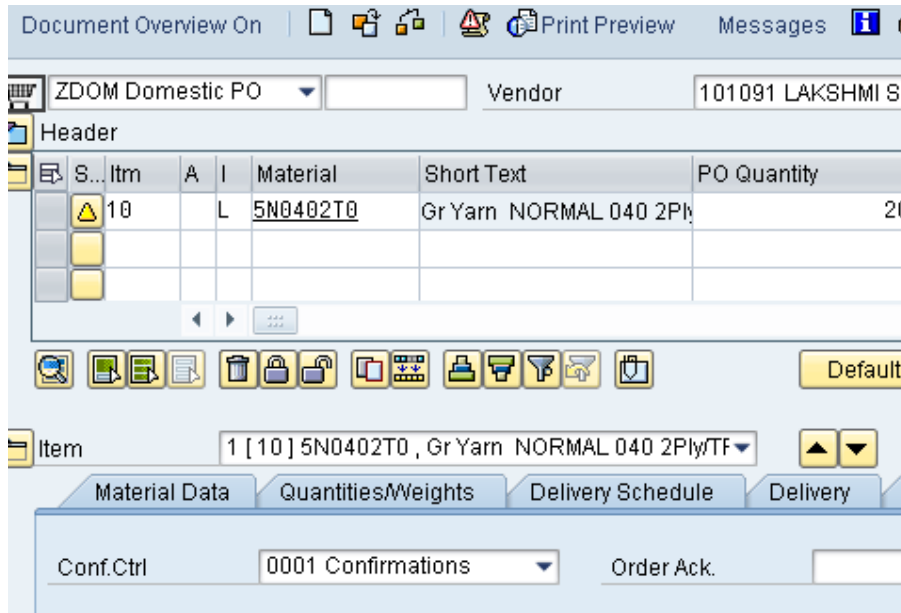 Document Overview On Print Preview Messages
ZDOM Domestic PO Vendor 101091 LAKSHMI S
Header
S... Itm A I Material Short Text PO Quantity
10 L 5N0402T0 Gr Yarn NORMAL 040 2Ply 20
Default
Item 1 [ 10 ] 5N0402T0 , Gr Yarn NORMAL 040 2Ply/TF
Material Data Quantities/Weights Delivery Schedule Delivery
Conf.Ctrl 0001 Confirmations Order Ack.